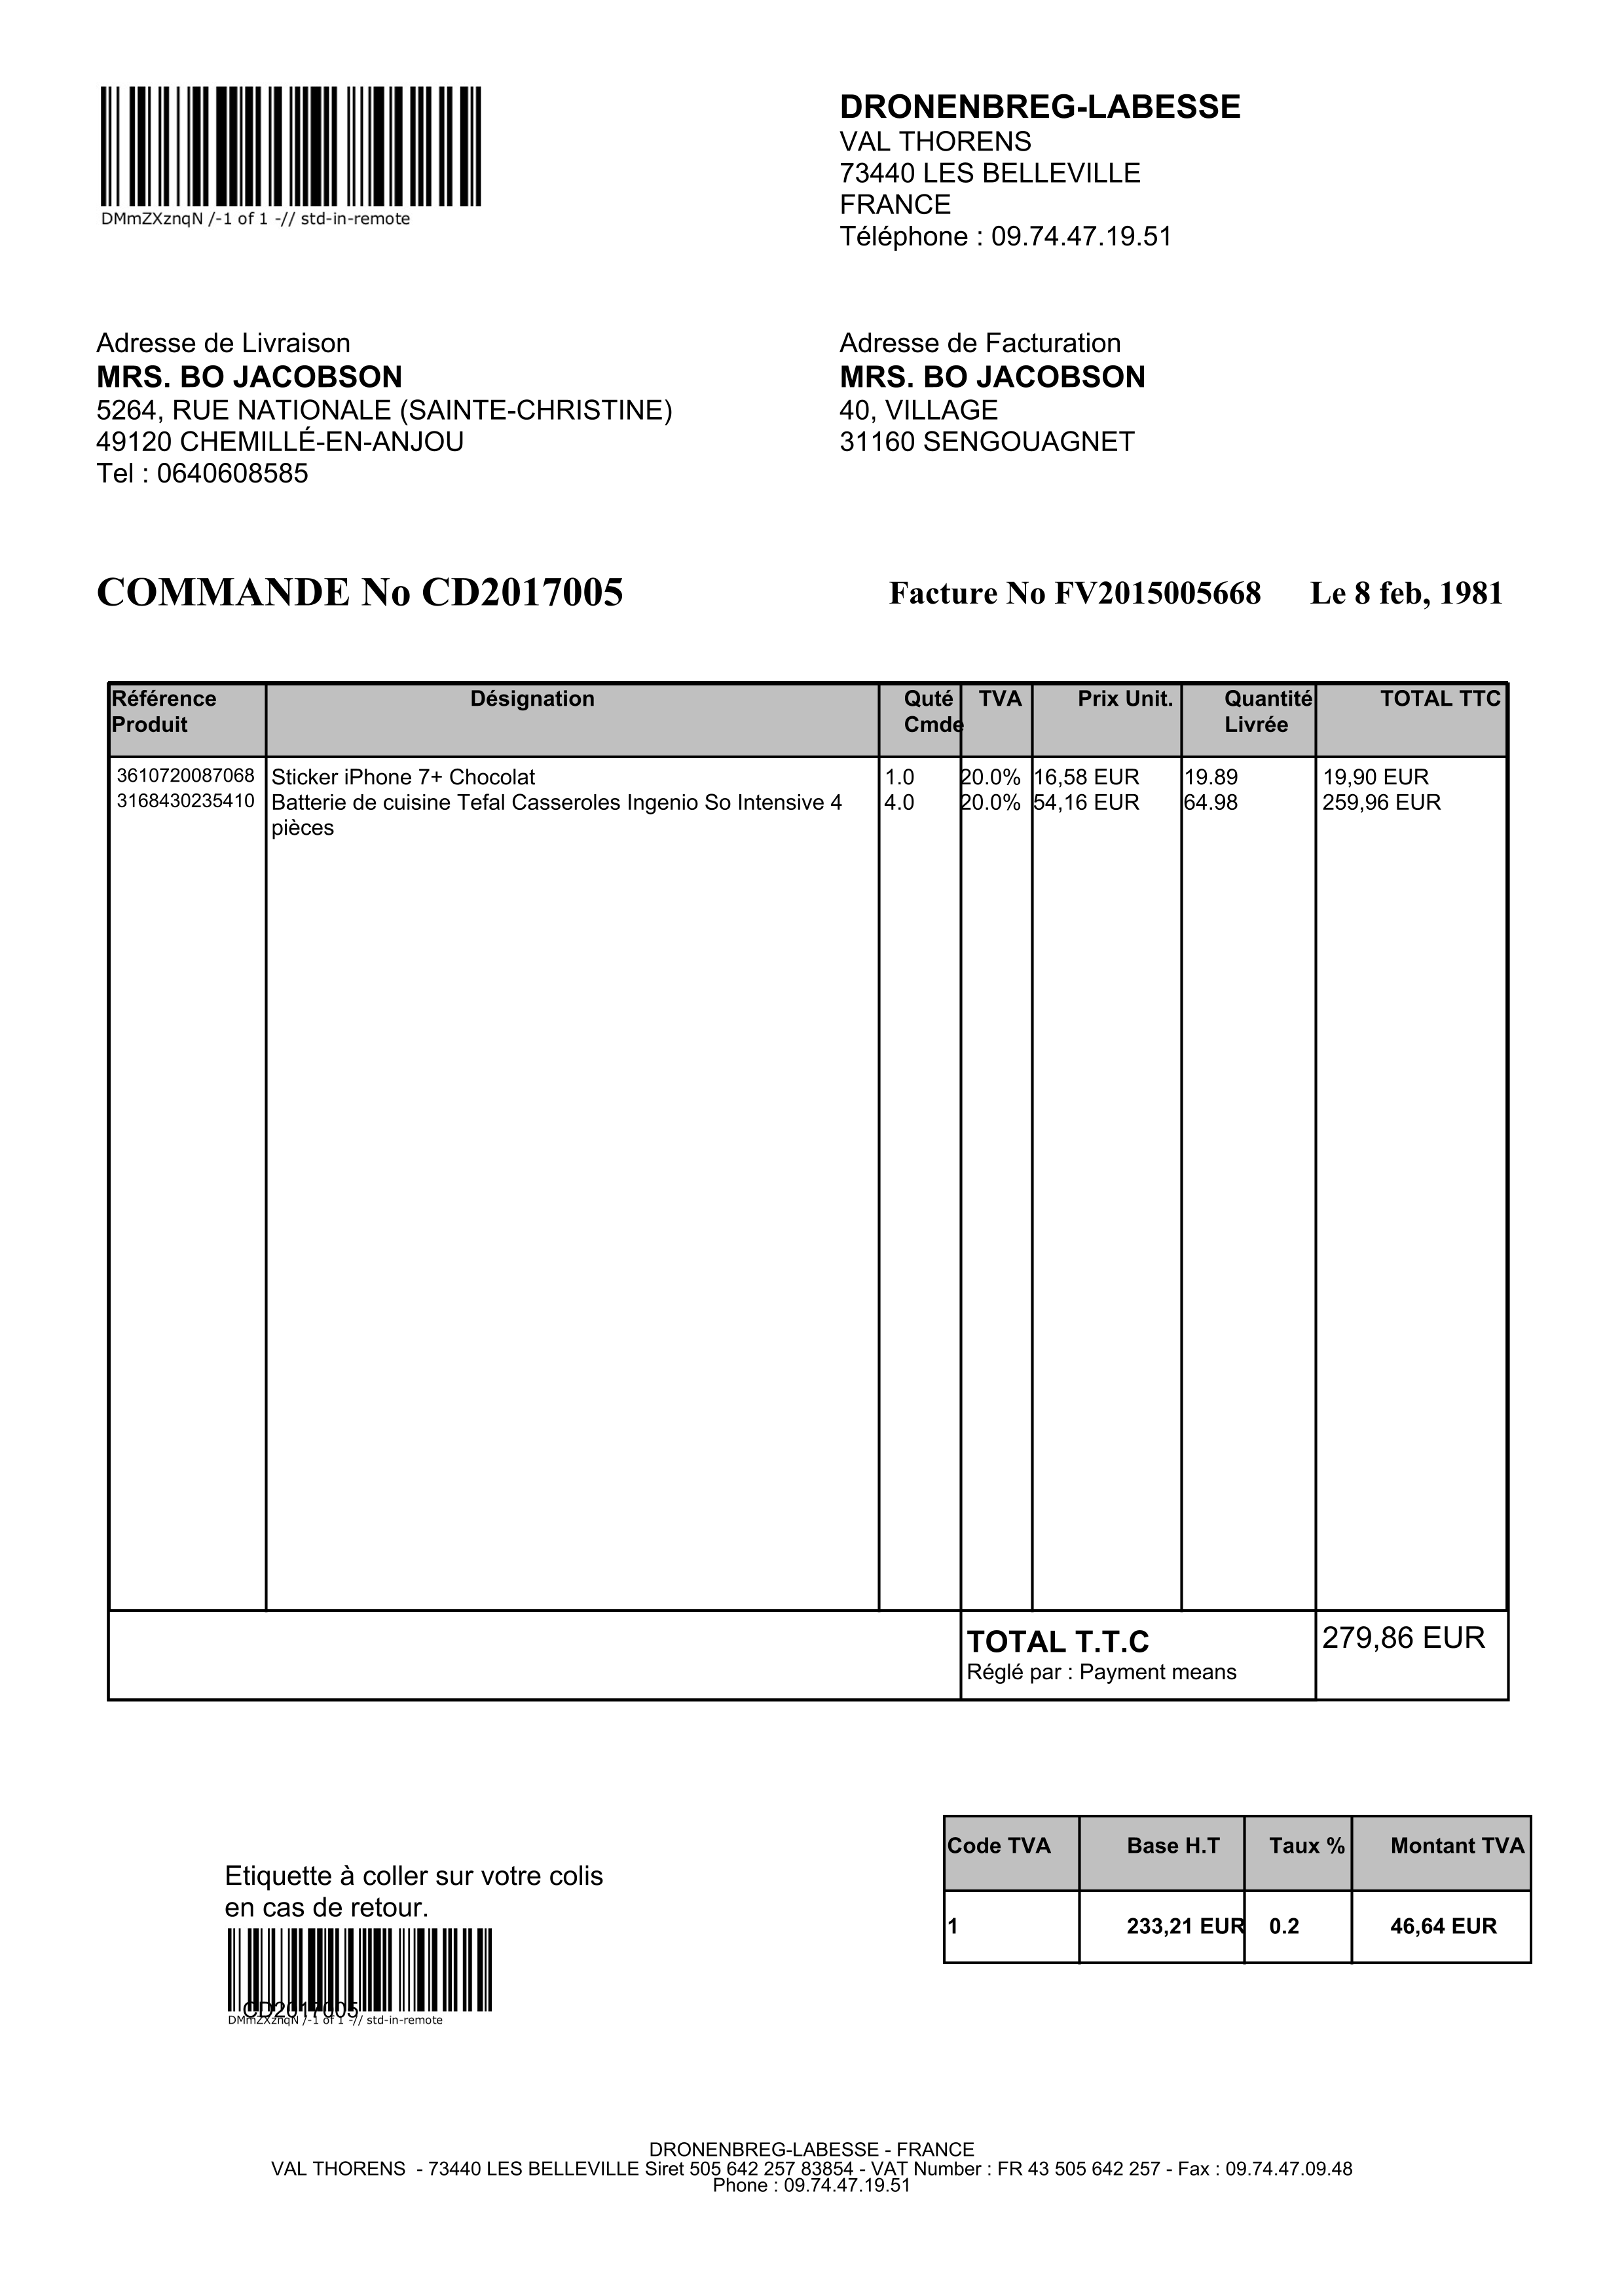 DMmZXznqN /-1 of 1 -// std-in-remote
DRONENBREG-LABESSE
VAL THORENS
73440 LES BELLEVILLE
FRANCE
Téléphone : 09.74.47.19.51
Adresse de Livraison
MRS. BO JACOBSON
5264, RUE NATIONALE (SAINTE-CHRISTINE)
49120 CHEMILLÉ-EN-ANJOU
Tel : 0640608585
Adresse de Facturation
MRS. BO JACOBSON
40, VILLAGE
31160 SENGOUAGNET
COMMANDE No CD2017005 Facture No FV2015005668 Le 8 feb, 1981
Référence Produit Désignation Quté Cmde TVA Prix Unit. Quantité Livrée TOTAL TTC
3610720087068 Sticker iPhone 7+ Chocolat 1.0 20.0% 16,58 EUR 19.89 19,90 EUR
3168430235410 Batterie de cuisine Tefal Casseroles Ingenio So Intensive 4 4.0 20.0% 54,16 EUR 64.98 259,96 EUR
pièces
TOTAL T.T.C 279,86 EUR
Réglé par : Payment means
Code TVA Base H.T Taux % Montant TVA
1 233,21 EUR 0.2 46,64 EUR
Etiquette à coller sur votre colis
en cas de retour.
CD2017005
DMmZXznqN /-1 of 1 -// std-in-remote
DRONENBREG-LABESSE - FRANCE
VAL THORENS - 73440 LES BELLEVILLE Siret 505 642 257 83854 - VAT Number : FR 43 505 642 257 - Fax : 09.74.47.09.48
Phone : 09.74.47.19.51